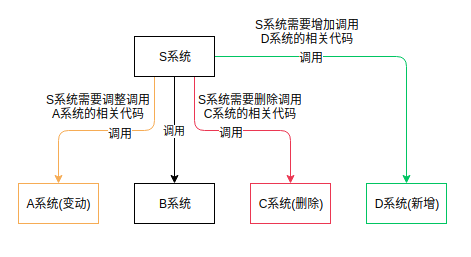 S系统需要增加调用
D系统的相关代码
S系统
调用
S系统需要调整调用
A系统的相关代码
调用
调用
S系统需要删除调用
C系统的相关代码
调用
A系统(变动)
B系统
C系统(删除)
D系统(新增)